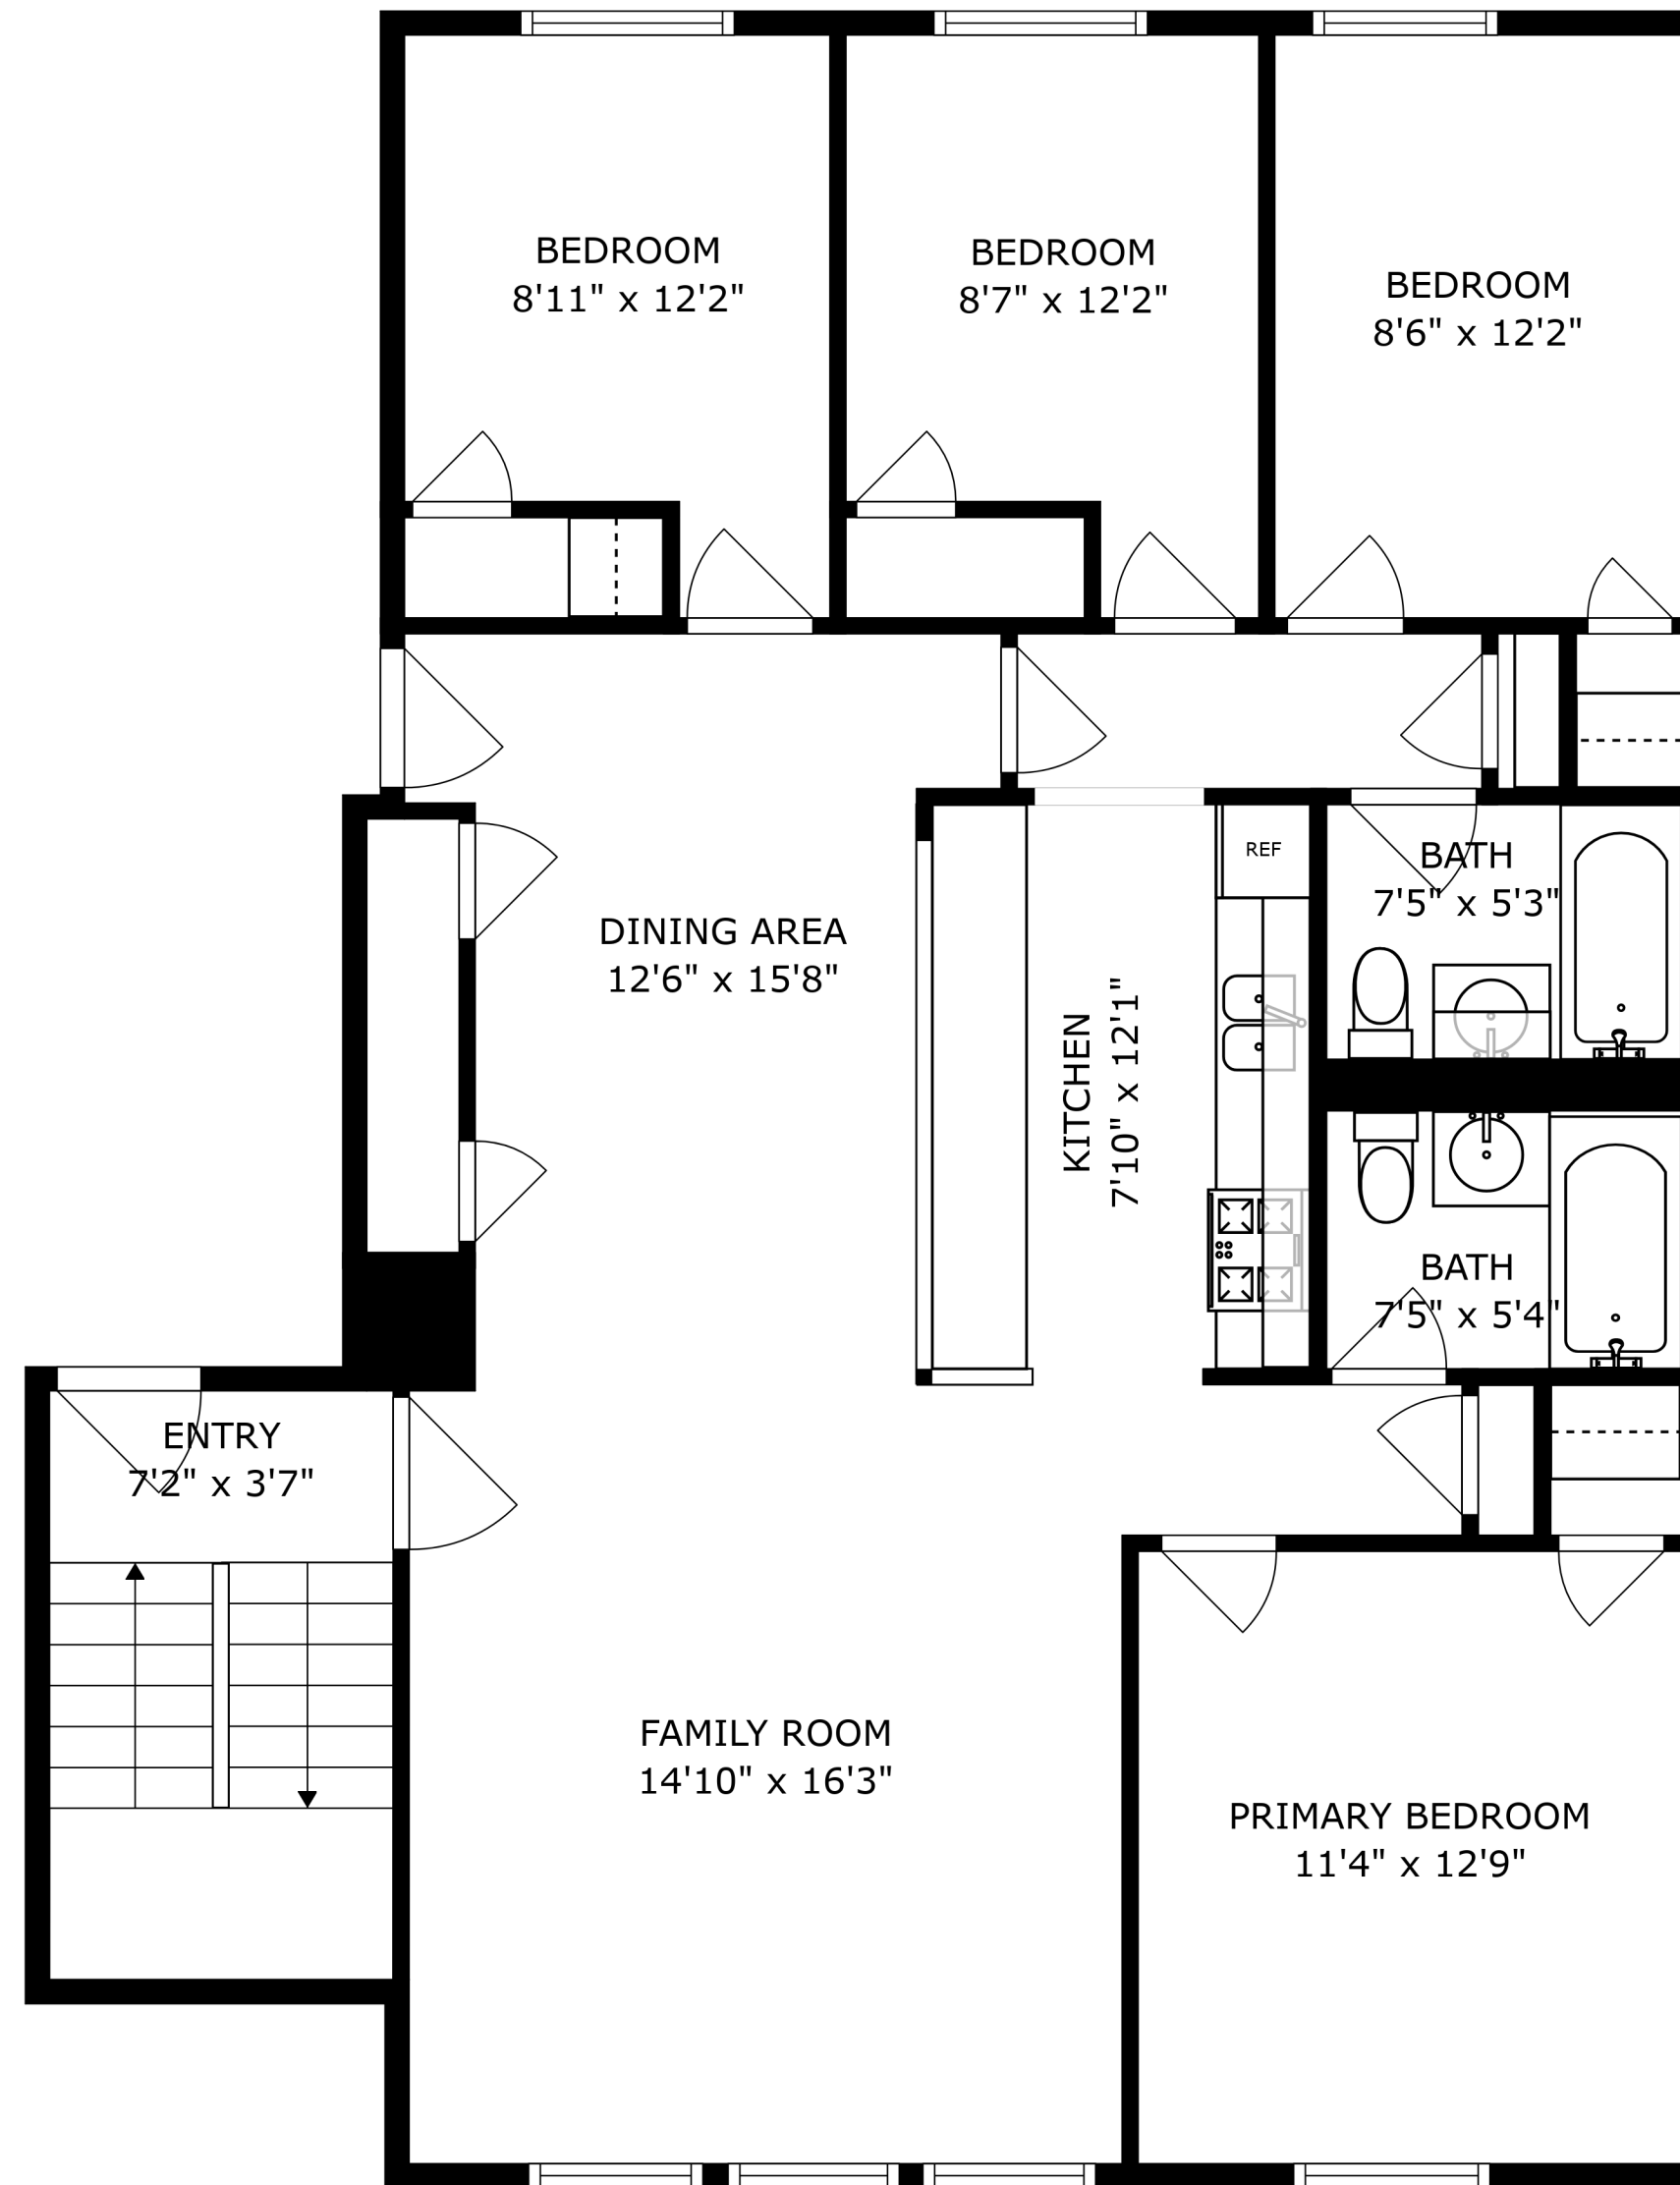 BEDROOM
8'11" x 12'2"
BEDROOM
8'7" x 12'2"
BEDROOM
8'6" x 12'2"
REF
BATH
7'5" x 5'3"
DINING AREA
12'6" x 15'8"
KITCHEN
7'10" x 12'1"
BATH
7'5" x 5'4"
ENTRY
7'2" x 3'7"
FAMILY ROOM
14'10" x 16'3"
PRIMARY BEDROOM
11'4" x 12'9"